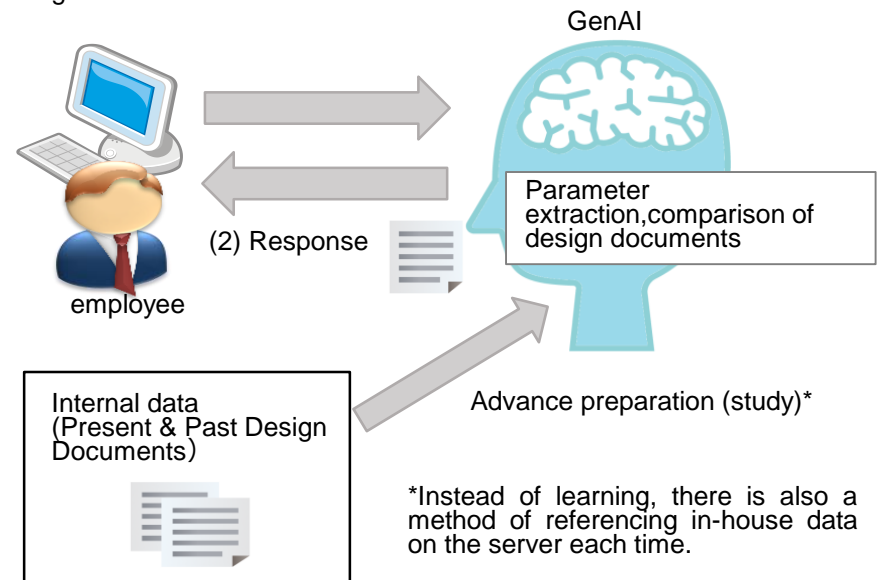 GenAI
Parameter
extraction,comparison of
design documents
(2) Response
employee
Internal data
(Present & Past Design
Documents）
Advance preparation (study)*
*Instead of learning, there is also a
method of referencing in-house data
on the server each time.